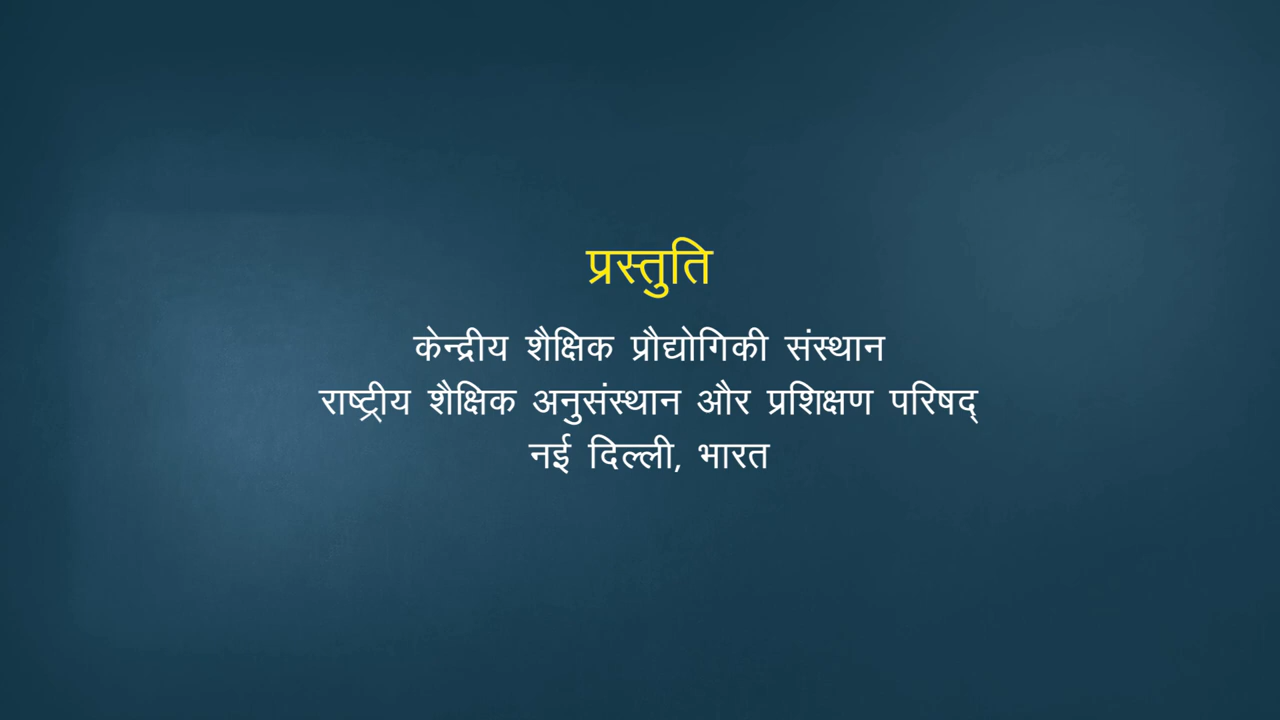 प्रस्तुति
केन्द्रीय शैक्षिक प्रौद्योगिकी संस्थान
राष्ट्रीय शैक्षिक अनुसंस्थान और प्रशिक्षण परिषद्
नई दिल्ली, भारत